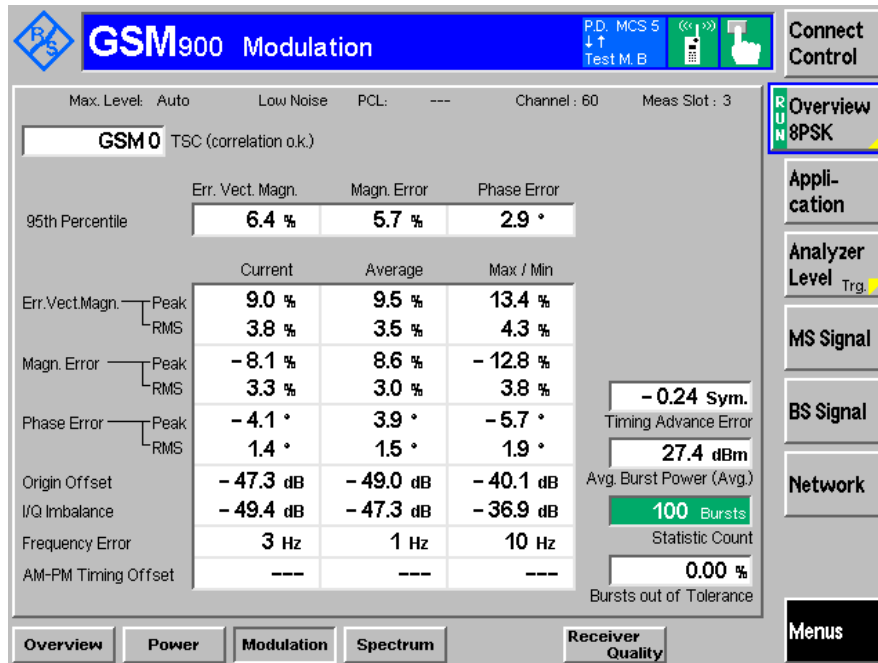 R&S GSM900 Modulation
P.D. MCS 5
↓↑
Test M. B
Connect
Control
Max. Level: Auto Low Noise PCL: --- Channel : 60 Meas Slot : 3
GSM 0 TSC (correlation o.k.)
RUN
Overview
8PSK
Appli-
cation
Analyzer
Level Trg.
MS Signal
BS Signal
Network
Menus
Err. Vect. Magn. Magn. Error Phase Error
95th Percentile 6.4 % 5.7 % 2.9 °
Current Average Max / Min
Err.Vect.Magn. Peak 9.0 % 9.5 % 13.4 %
RMS 3.8 % 3.5 % 4.3 %
Magn. Error Peak – 8.1 % 8.6 % – 12.8 %
RMS 3.3 % 3.0 % 3.8 %
Phase Error Peak – 4.1 ° 3.9 ° – 5.7 °
RMS 1.4 ° 1.5 ° 1.9 °
Origin Offset – 47.3 dB – 49.0 dB – 40.1 dB
I/Q Imbalance – 49.4 dB – 47.3 dB – 36.9 dB
Frequency Error 3 Hz 1 Hz 10 Hz
AM-PM Timing Offset --- --- ---
– 0.24 Sym.
Timing Advance Error
27.4 dBm
Avg. Burst Power (Avg.)
100 Bursts
Statistic Count
0.00 %
Bursts out of Tolerance
Overview Power Modulation Spectrum Receiver
Quality